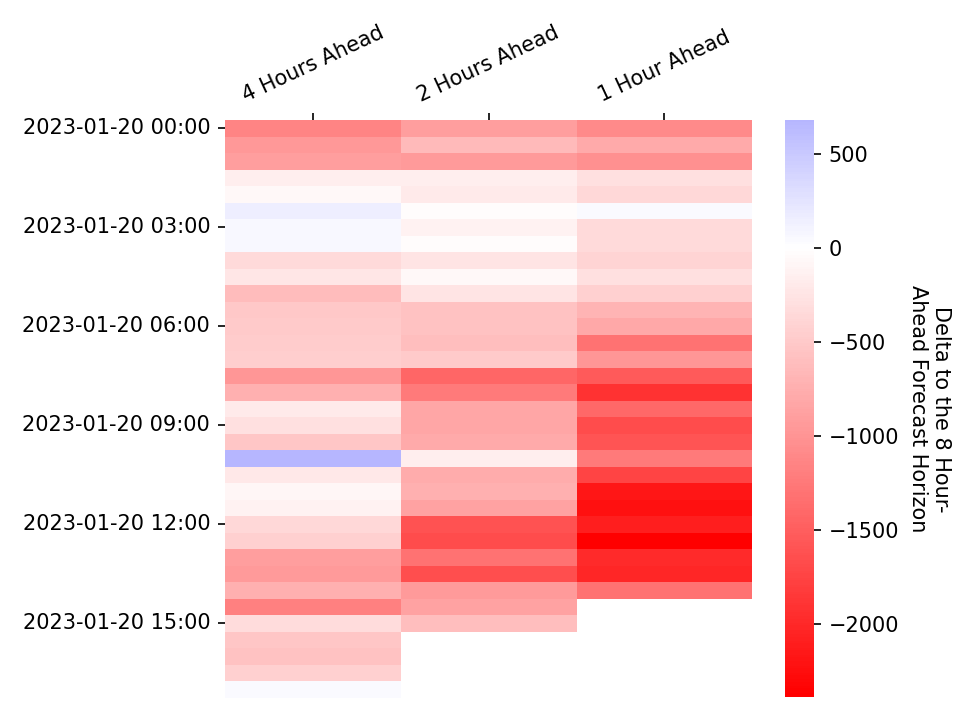 4 Hours Ahead
2 Hours Ahead
1 Hour Ahead
2023-01-20 00:00
2023-01-20 03:00
2023-01-20 06:00
2023-01-20 09:00
2023-01-20 12:00
2023-01-20 15:00
500
0
−500
−1000
−1500
−2000
Delta to the 8 Hour-
Ahead Forecast Horizon